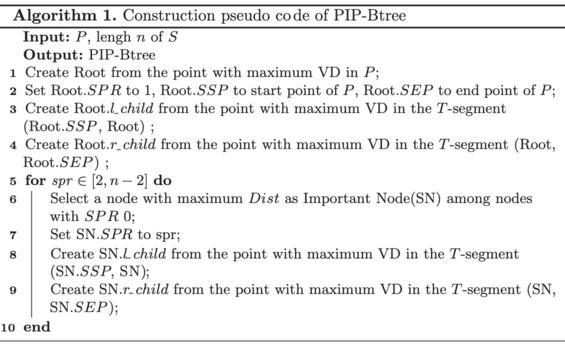 Algorithm 1. Construction pseudo code of PIP-Btree
Input: P, lengh n of S
Output: PIP-Btree
1 Create Root from the point with maximum VD in P;
2 Set Root.SPR to 1, Root.SSP to start point of P, Root.SEP to end point of P;
3 Create Root.l_child from the point with maximum VD in the T-segment
(Root.SSP, Root) ;
4 Create Root.r_child from the point with maximum VD in the T-segment (Root,
Root.SEP) ;
5 for spr ∈ [2, n − 2] do
6 Select a node with maximum Dist as Important Node(SN) among nodes
with SPR 0;
7 Set SN.SPR to spr;
8 Create SN.l_child from the point with maximum VD in the T-segment
(SN.SSP, SN);
9 Create SN.r_child from the point with maximum VD in the T-segment (SN,
SN.SEP);
10 end